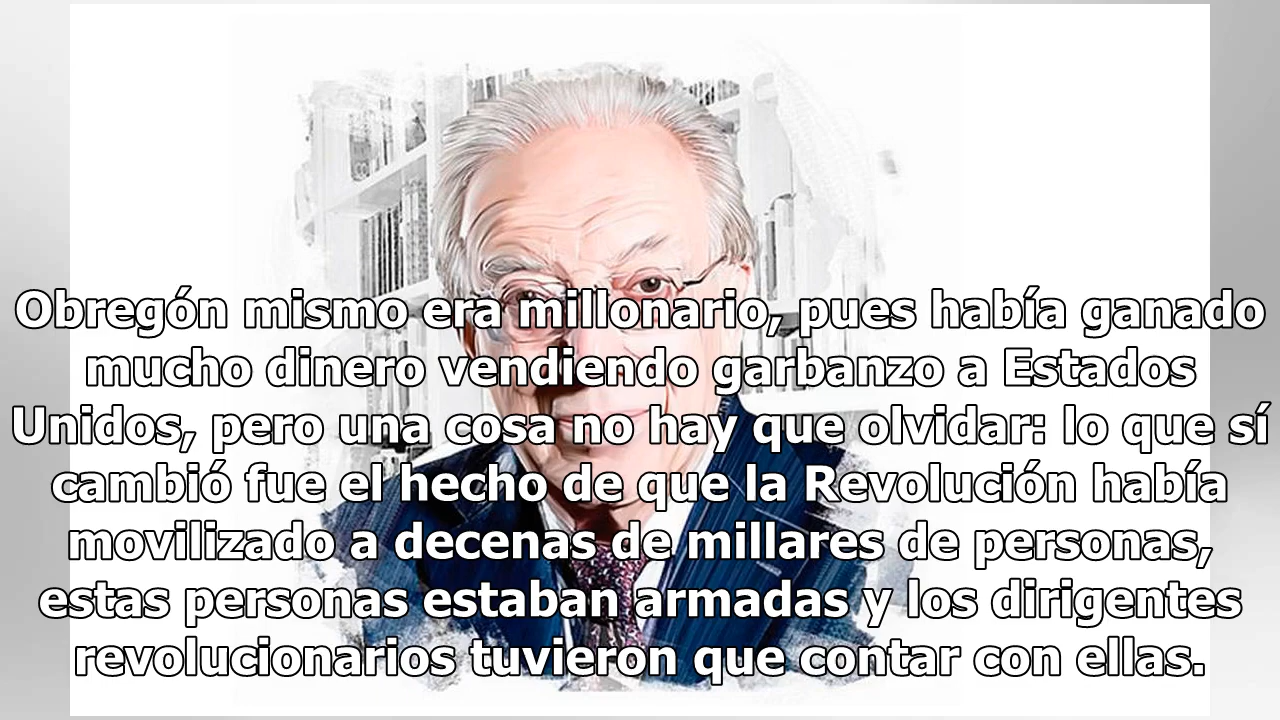 Obregón mismo era millonario, pues había ganado
mucho dinero vendiendo garbanzo a Estados
Unidos, pero una cosa no hay que olvidar: lo que sí
cambió fue el hecho de que la Revolución había
movilizado a decenas de millares de personas,
estas personas estaban armadas y los dirigentes
revolucionarios tuvieron que contar con ellas.